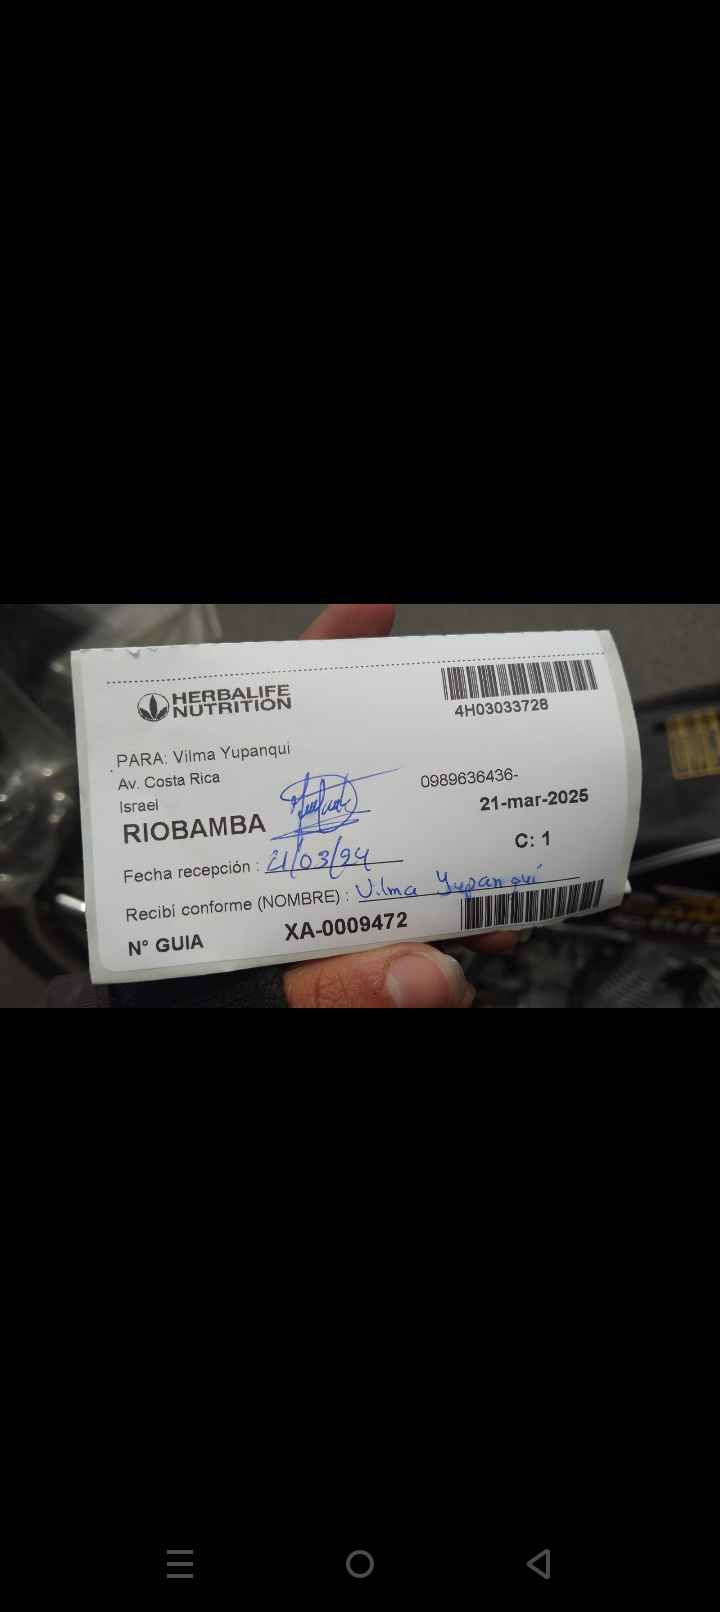 HERBALIFE
NUTRITION
4H03033728
PARA: Vilma Yupanqui
Av. Costa Rica
Israel
0989636436-
RIOBAMBA
21-mar-2025
C: 1
Fecha recepción : 21/03/24
Recibí conforme (NOMBRE) : Vilma Yupanqui
N° GUIA XA-0009472